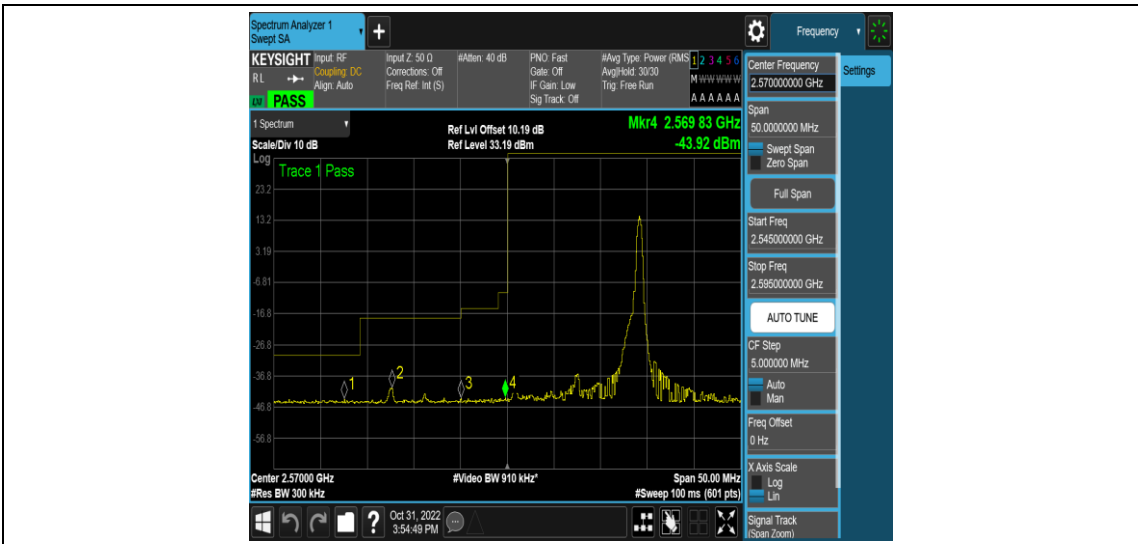 Spectrum Analyzer 1
Swept SA
+
Frequency
KEYSIGHT
RL
LXI
PASS
Input: RF
Coupling: DC
Align: Auto
Input Z: 50 Ω
Corrections: Off
Freq Ref: Int (S)
#Atten: 40 dB
PNO: Fast
Gate: Off
IF Gain: Low
Sig Track: Off
#Avg Type: Power (RMS
Avg|Hold: 30/30
Trig: Free Run
1 2 3 4 5 6
M W W W W W
A A A A A A
1 Spectrum
Scale/Div 10 dB
Ref Lvl Offset 10.19 dB
Ref Level 33.19 dBm
Mkr4 2.569 83 GHz
-43.92 dBm
Log
Trace 1 Pass
23.2
13.2
3.19
-6.81
-16.8
-26.8
-36.8
-46.8
-56.8
1
2
3
4
Center 2.57000 GHz
#Video BW 910 kHz*
Span 50.00 MHz
#Res BW 300 kHz
#Sweep 100 ms (601 pts)
?
Oct 31, 2022
3:54:49 PM
Center Frequency
2.570000000 GHz
Settings
Span
50.0000000 MHz
Swept Span
Zero Span
Full Span
Start Freq
2.545000000 GHz
Stop Freq
2.595000000 GHz
AUTO TUNE
CF Step
5.000000 MHz
Auto
Man
Freq Offset
0 Hz
X Axis Scale
Log
Lin
Signal Track
(Span Zoom)